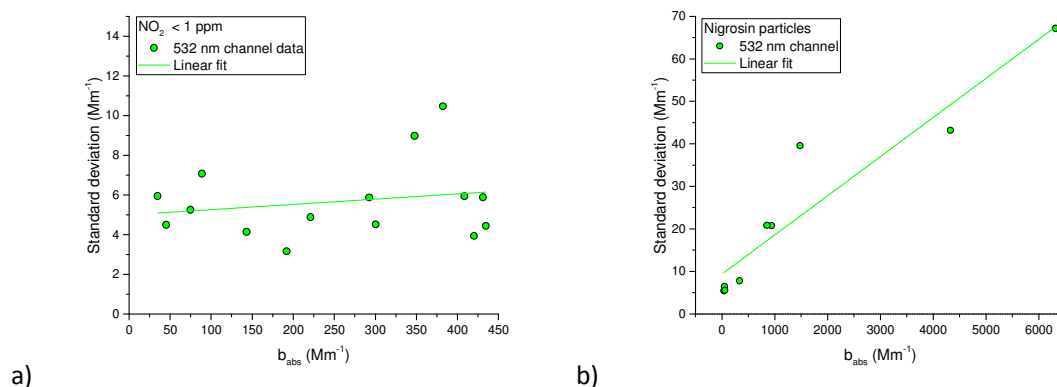 NO₂ < 1 ppm
532 nm channel data
Linear fit
Standard deviation (Mm⁻¹)
14
12
10
8
6
4
2
0
0 50 100 150 200 250 300 350 400 450
b_abs (Mm⁻¹)
a)
Nigrosin particles
532 nm channel
Linear fit
Standard deviation (Mm⁻¹)
70
60
50
40
30
20
10
0
0 1000 2000 3000 4000 5000 6000
b_abs (Mm⁻¹)
b)